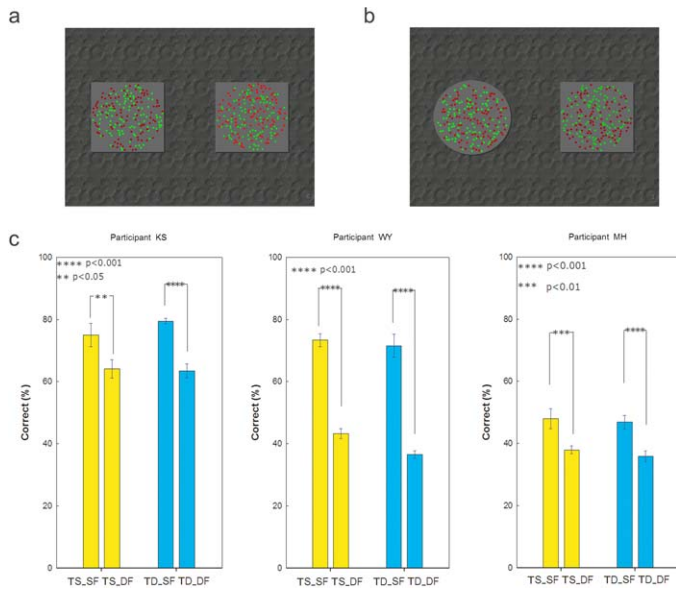 a
b
c
Participant KS
Participant WY
Participant MH
**** p<0.001
** p<0.05
**** p<0.001
**** p<0.001
*** p<0.01
**
****
****
****
***
****
Correct (%)
100
80
60
40
20
0
TS_SF TS_DF TD_SF TD_DF
Correct (%)
100
80
60
40
20
0
TS_SF TS_DF TD_SF TD_DF
Correct (%)
100
80
60
40
20
0
TS_SF TS_DF TD_SF TD_DF